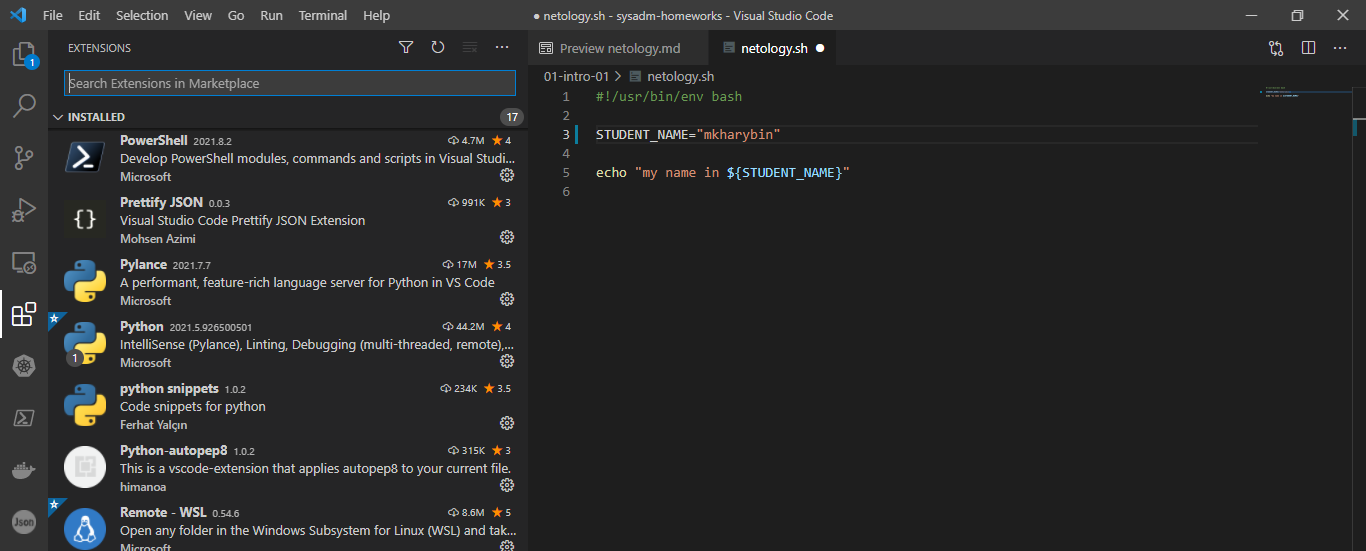 File Edit Selection View Go Run Terminal Help
● netology.sh - sysadm-homeworks - Visual Studio Code
1
EXTENSIONS
Search Extensions in Marketplace
INSTALLED 17
PowerShell 2021.8.2 4.7M ★ 4
Develop PowerShell modules, commands and scripts in Visual Studi...
Microsoft
Prettify JSON 0.0.3 991K ★ 3
Visual Studio Code Prettify JSON Extension
Mohsen Azimi
Pylance 2021.7.7 17M ★ 3.5
A performant, feature-rich language server for Python in VS Code
Microsoft
Python 2021.5.926500501 44.2M ★ 4
IntelliSense (Pylance), Linting, Debugging (multi-threaded, remote),...
1
Microsoft
python snippets 1.0.2 234K ★ 3.5
Code snippets for python
Ferhat Yalçın
Python-autopep8 1.0.2 315K ★ 3
This is a vscode-extension that applies autopep8 to your current file.
himanoa
Remote - WSL 0.54.6 8.6M ★ 5
Open any folder in the Windows Subsystem for Linux (WSL) and tak...
Microsoft
Json
Preview netology.md
netology.sh ●
01-intro-01 > netology.sh
1 #!/usr/bin/env bash
2
3 STUDENT_NAME="mkharybin"
4
5 echo "my name in ${STUDENT_NAME}"
6